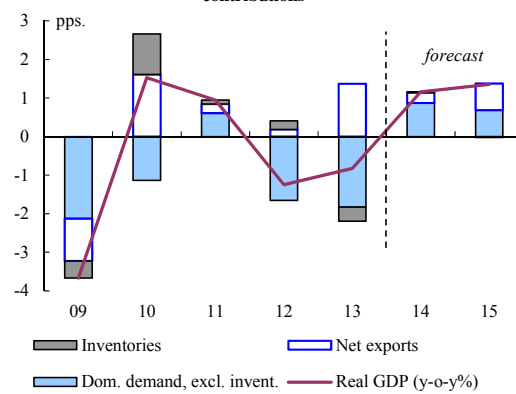 contributions
pps.
3
2
1
0
-1
-2
-3
-4
forecast
09 10 11 12 13 14 15
Inventories Net exports
Dom. demand, excl. invent. Real GDP (y-o-y%)